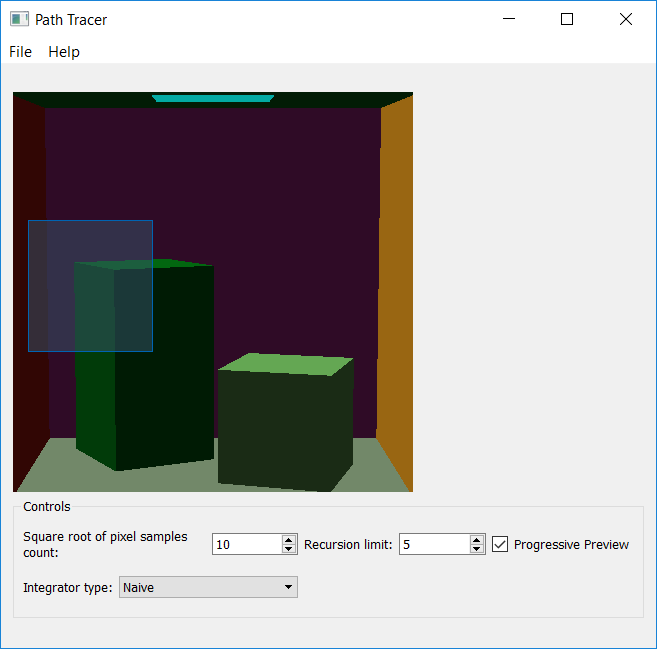 Path Tracer
File Help
Controls
Square root of pixel samples
count:
10
Recursion limit:
5
Progressive Preview
Integrator type:
Naive